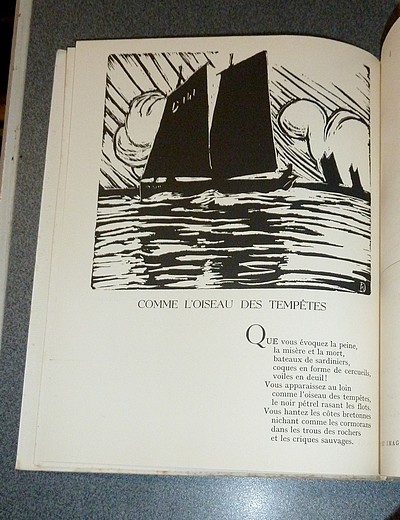 COMME L'OISEAU DES TEMPÊTES
QUE vous évoquez la peine,
la misère et la mort,
bateaux de sardiniers,
coques en forme de cercueils,
voiles en deuil!
Vous apparaissez au loin
comme l'oiseau des tempêtes,
le noir pétrel rasant les flots.
Vous hantez les côtes bretonnes
nichant comme les cormorans
dans les trous des rochers
et les criques sauvages.